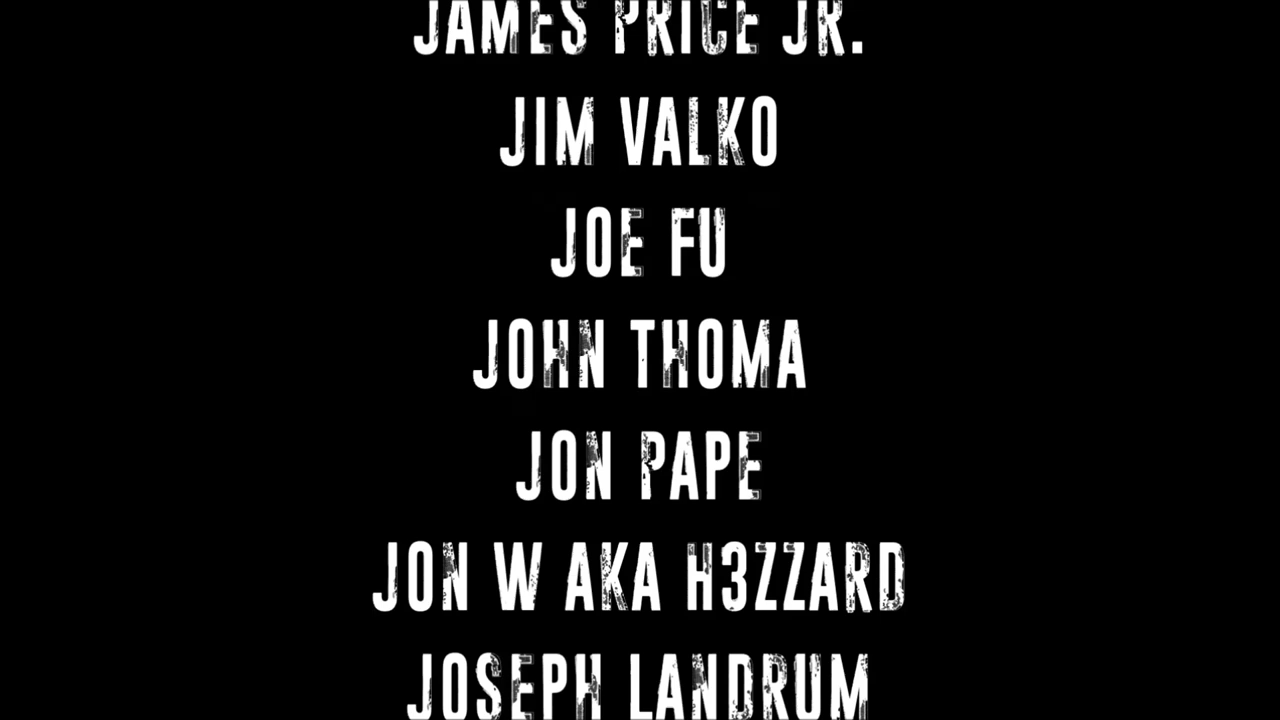 JAMES PRICE JR.
JIM VALKO
JOE FU
JOHN THOMA
JON PAPE
JON W AKA H3ZZARD
JOSEPH LANDRUM